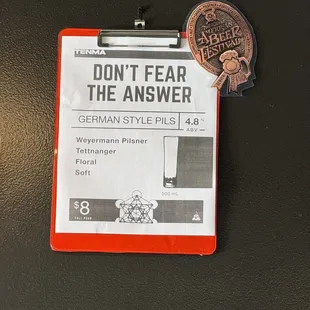 TENMA
DON'T FEAR
THE ANSWER
GERMAN STYLE PILS
4.8%
ABV
Weyermann Pilsner
Tettnanger
Floral
Soft
$8
A BEER
FESTIVAL